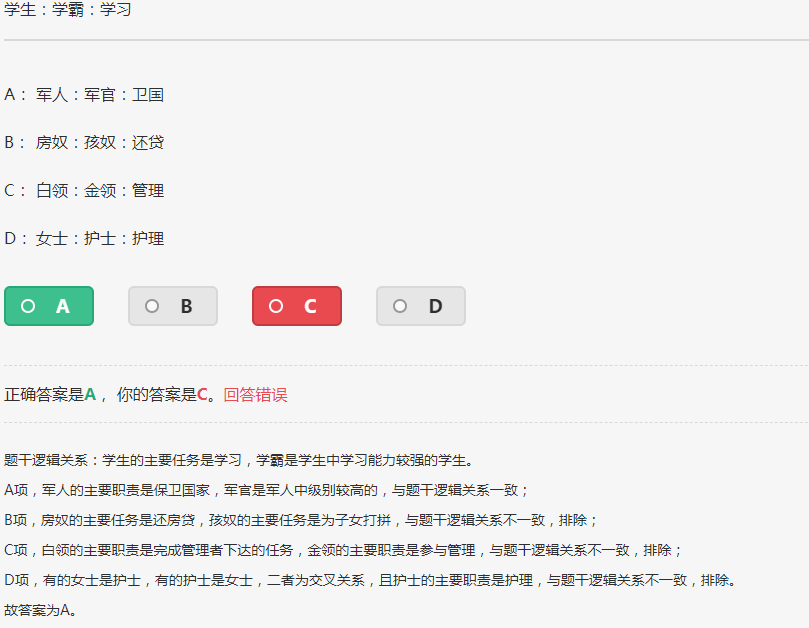 学生：学霸：学习
A： 军人：军官：卫国
B： 房奴：孩奴：还贷
C： 白领：金领：管理
D： 女士：护士：护理
A B C D
正确答案是A， 你的答案是C。回答错误
题干逻辑关系：学生的主要任务是学习，学霸是学生中学习能力较强的学生。
A项，军人的主要职责是保卫国家，军官是军人中级别较高的，与题干逻辑关系一致；
B项，房奴的主要任务是还房贷，孩奴的主要任务是为子女打拼，与题干逻辑关系不一致，排除；
C项，白领的主要职责是完成管理者下达的任务，金领的主要职责是参与管理，与题干逻辑关系不一致，排除；
D项，有的女士是护士，有的护士是女士，二者为交叉关系，且护士的主要职责是护理，与题干逻辑关系不一致，排除。
故答案为A。